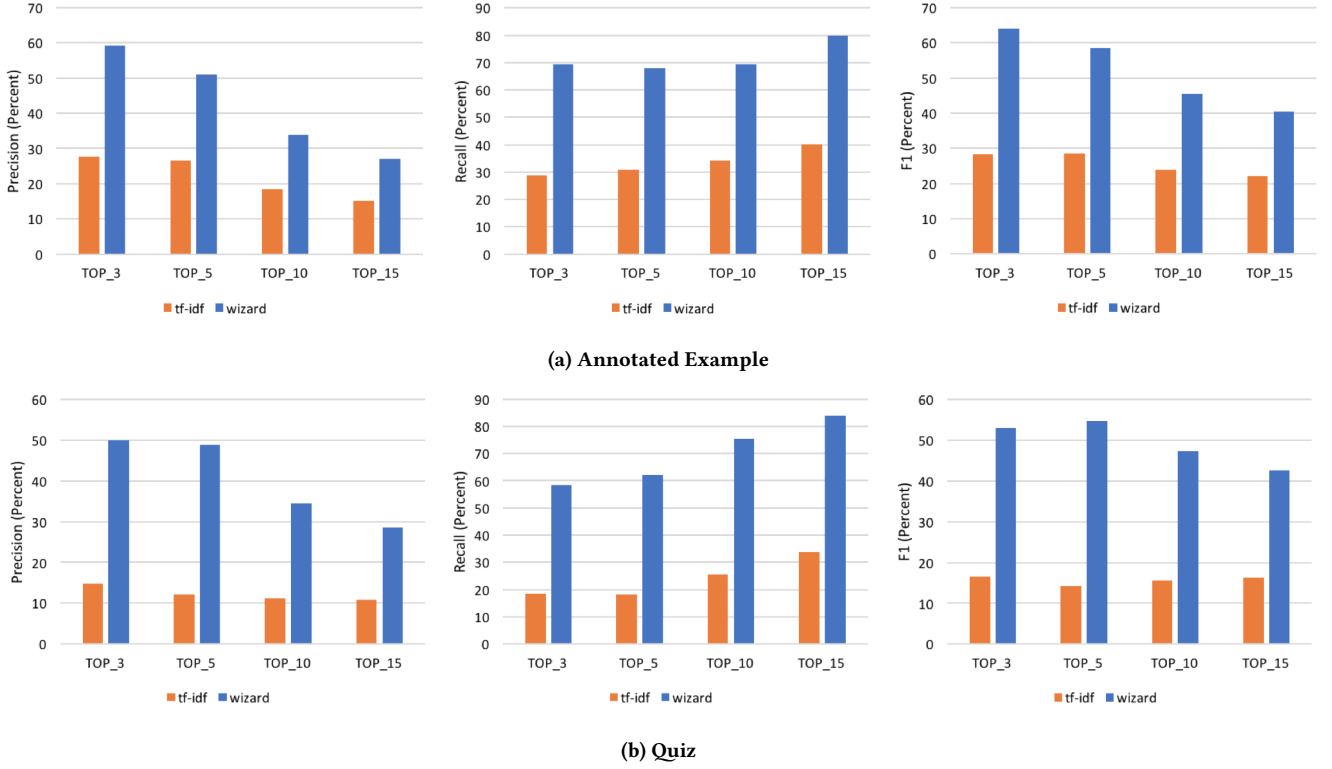 70
60
50
40
30
20
10
0
Precision (Percent)
TOP_3 TOP_5 TOP_10 TOP_15
tf-idf wizard
90
80
70
60
50
40
30
20
10
0
Recall (Percent)
TOP_3 TOP_5 TOP_10 TOP_15
tf-idf wizard
70
60
50
40
30
20
10
0
F1 (Percent)
TOP_3 TOP_5 TOP_10 TOP_15
tf-idf wizard
(a) Annotated Example
60
50
40
30
20
10
0
Precision (Percent)
TOP_3 TOP_5 TOP_10 TOP_15
tf-idf wizard
90
80
70
60
50
40
30
20
10
0
Recall (Percent)
TOP_3 TOP_5 TOP_10 TOP_15
tf-idf wizard
60
50
40
30
20
10
0
F1 (Percent)
TOP_3 TOP_5 TOP_10 TOP_15
tf-idf wizard
(b) Quiz